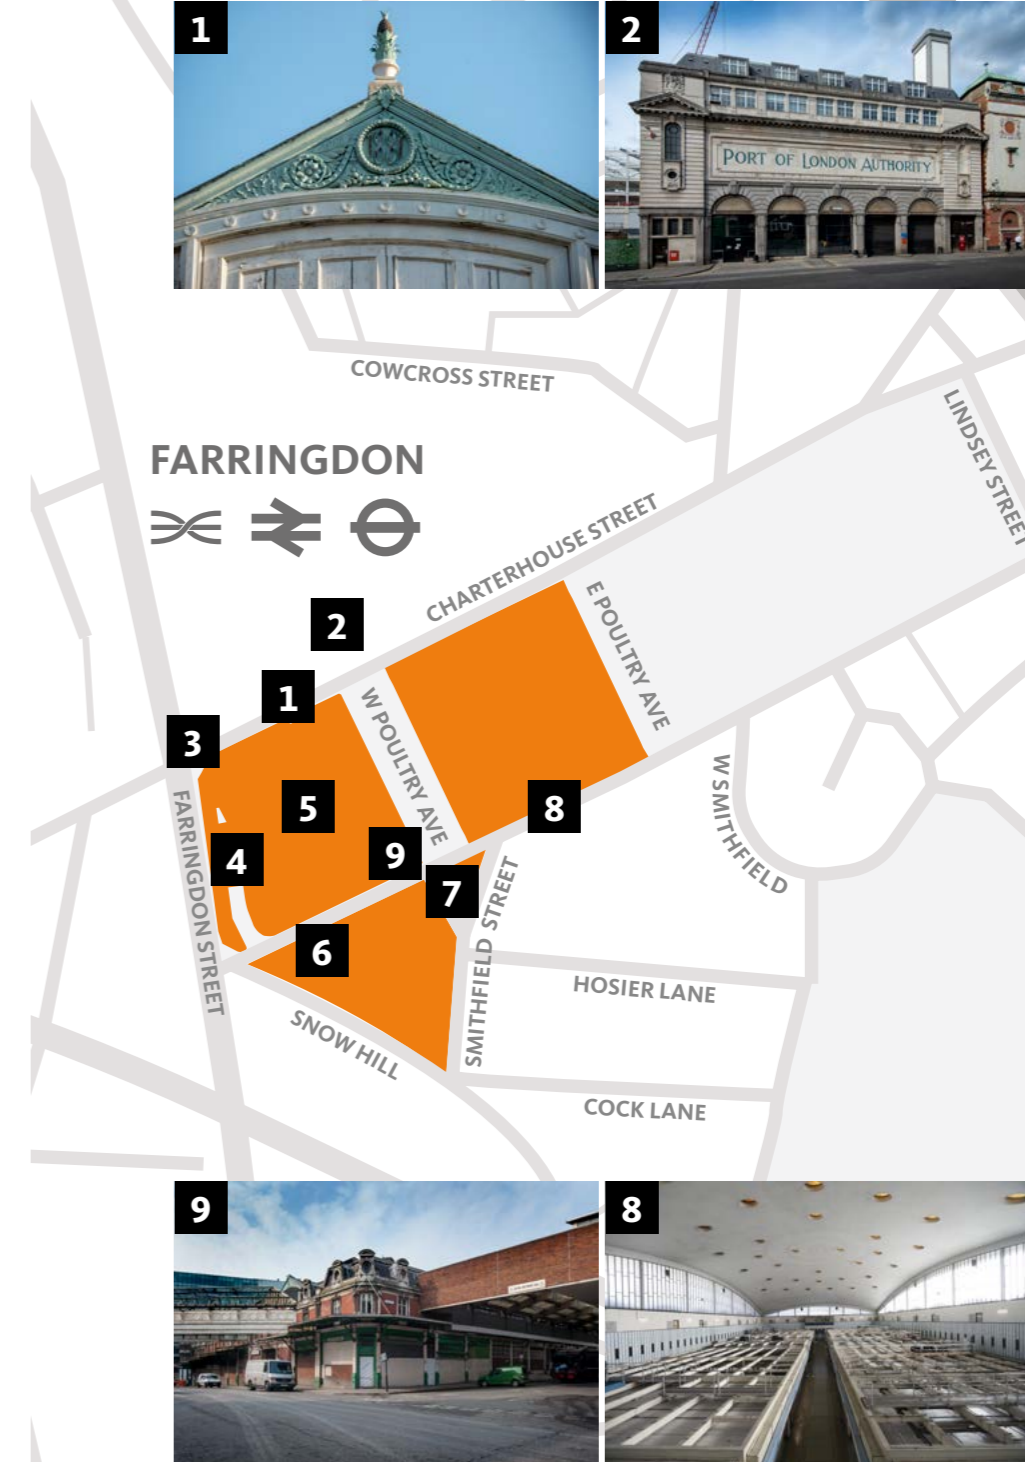 1
2
PORT OF LONDON AUTHORITY
COWCROSS STREET
LINDSEY STREET
FARRINGDON
CHARTERHOUSE STREET
E POULTRY AVE
2
1
W POULTRY AVE
3
W SMITHFIELD
FARRINGDON STREET
5
8
9
4
7
SMITHFIELD STREET
6
HOSIER LANE
SNOW HILL
COCK LANE
9
8